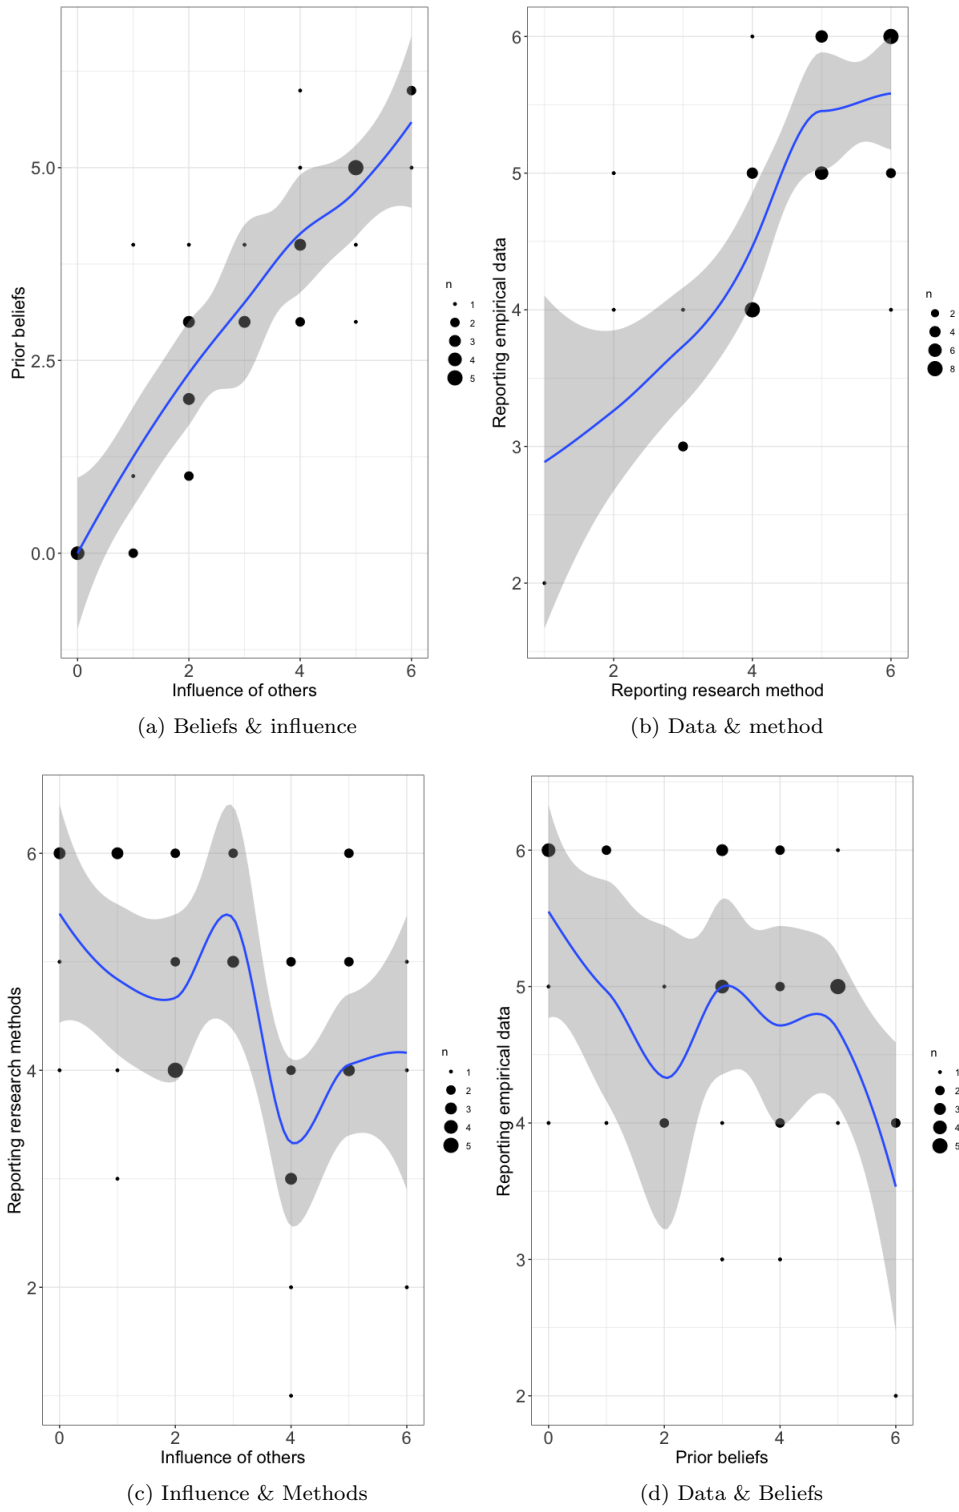 5.0
2.5
0.0
Prior beliefs
0 2 4 6
Influence of others
n
1
2
3
4
5
(a) Beliefs & influence
6
5
4
3
2
Reporting empirical data
2 4 6
Reporting research method
n
2
4
6
8
(b) Data & method
6
4
2
Reporting rersearch methods
0 2 4 6
Influence of others
n
1
2
3
4
5
(c) Influence & Methods
6
5
4
3
2
Reporting empirical data
0 2 4 6
Prior beliefs
n
1
2
3
4
5
(d) Data & Beliefs